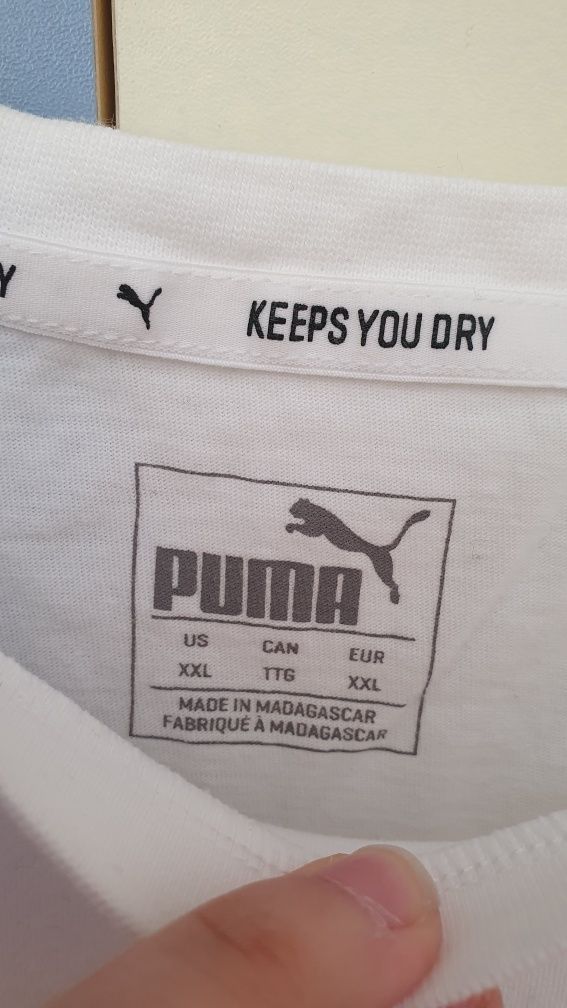 Y KEEPS YOU DRY
PUMA
US CAN EUR
XXL TTG XXL
MADE IN MADAGASCAR
FABRIQUÉ À MADAGASCAR